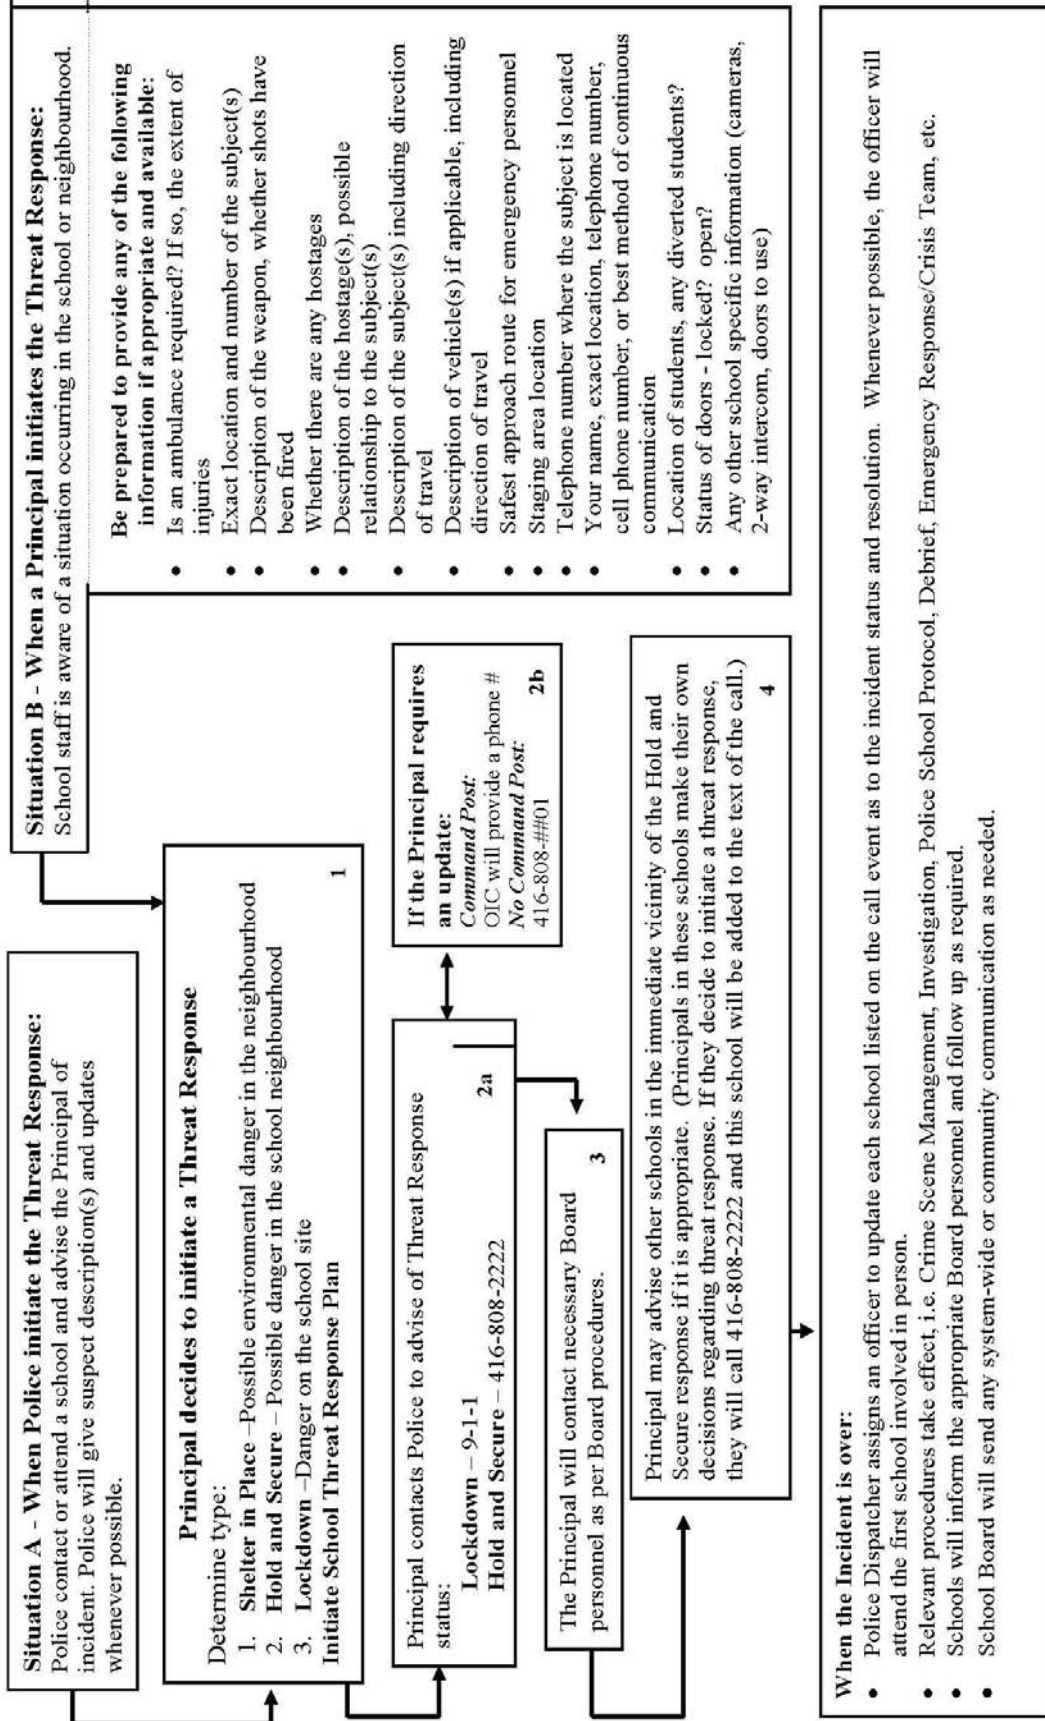 Situation A - When Police initiate the Threat Response:
Police contact or attend a school and advise the Principal of
incident. Police will give suspect description(s) and updates
whenever possible.
Situation B - When a Principal initiates the Threat Response:
School staff is aware of a situation occurring in the school or neighbourhood.
Principal decides to initiate a Threat Response
Determine type:
1. Shelter in Place –Possible environmental danger in the neighbourhood
2. Hold and Secure – Possible danger in the school neighbourhood
3. Lockdown –Danger on the school site
Initiate School Threat Response Plan
1
Principal contacts Police to advise of Threat Response
status:
Lockdown – 9-1-1
Hold and Secure – 416-808-2222
2a
If the Principal requires
an update:
Command Post:
OIC will provide a phone #
No Command Post:
416-808-##01
2b
The Principal will contact necessary Board
personnel as per Board procedures.
3
Principal may advise other schools in the immediate vicinity of the Hold and
Secure response if it is appropriate. (Principals in these schools make their own
decisions regarding threat response. If they decide to initiate a threat response,
they will call 416-808-2222 and this school will be added to the text of the call.)
4
Be prepared to provide any of the following
information if appropriate and available:
• Is an ambulance required? If so, the extent of
injuries
• Exact location and number of the subject(s)
• Description of the weapon, whether shots have
been fired
• Whether there are any hostages
• Description of the hostage(s), possible
relationship to the subject(s)
• Description of the subject(s) including direction
of travel
• Description of vehicle(s) if applicable, including
direction of travel
• Safest approach route for emergency personnel
• Staging area location
• Telephone number where the subject is located
• Your name, exact location, telephone number,
cell phone number, or best method of continuous
communication
• Location of students, any diverted students?
• Status of doors - locked? open?
• Any other school specific information (cameras,
2-way intercom, doors to use)
When the Incident is over:
• Police Dispatcher assigns an officer to update each school listed on the call event as to the incident status and resolution. Whenever possible, the officer will
attend the first school involved in person.
• Relevant procedures take effect, i.e. Crime Scene Management, Investigation, Police School Protocol, Debrief, Emergency Response/Crisis Team, etc.
• Schools will inform the appropriate Board personnel and follow up as required.
• School Board will send any system-wide or community communication as needed.